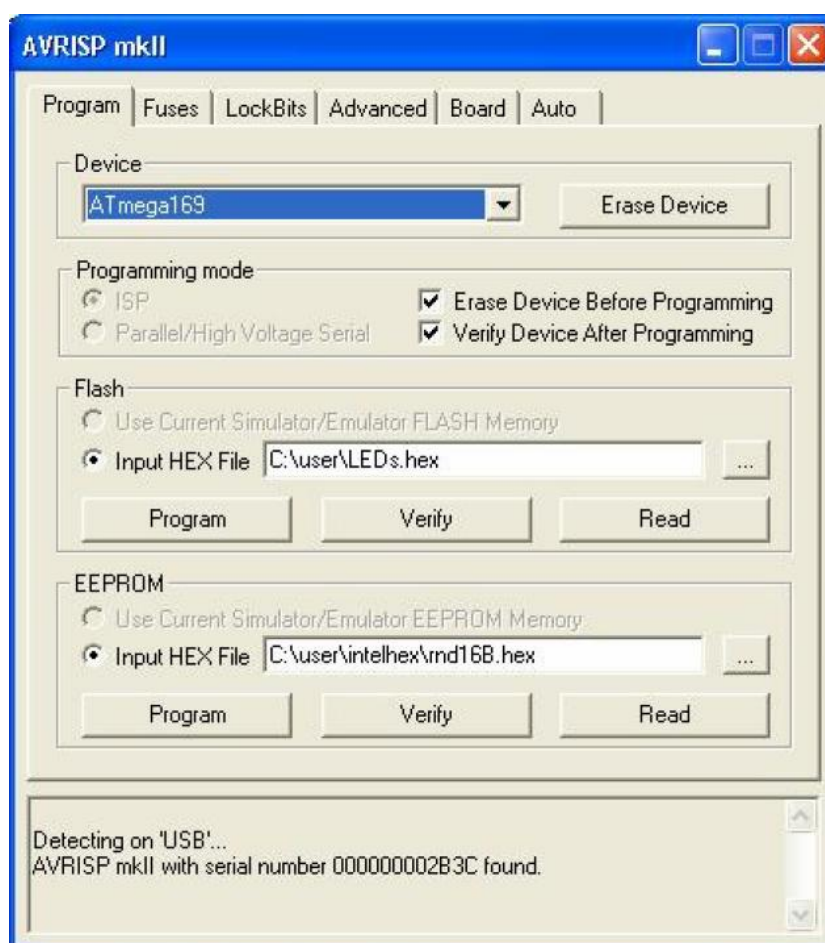 AVRISP mkII
Program Fuses LockBits Advanced Board Auto
Device
ATmega169 Erase Device
Programming mode
ISP Erase Device Before Programming
Parallel/High Voltage Serial Verify Device After Programming
Flash
Use Current Simulator/Emulator FLASH Memory
Input HEX File C:\user\LEDs.hex ...
Program Verify Read
EEPROM
Use Current Simulator/Emulator EEPROM Memory
Input HEX File C:\user\intelhex\rnd16B.hex ...
Program Verify Read
Detecting on 'USB'...
AVRISP mkII with serial number 000000002B3C found.